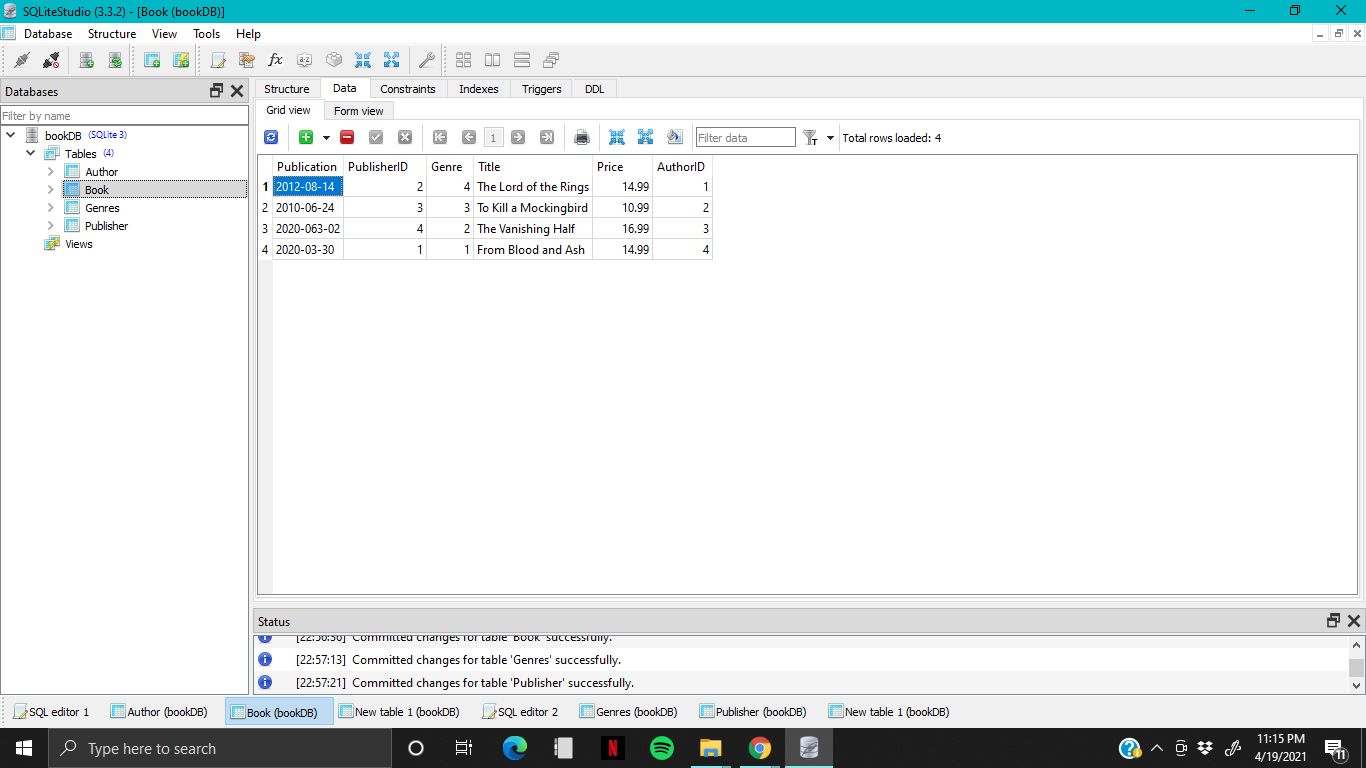 SQLiteStudio (3.3.2) - [Book (bookDB)]
Database Structure View Tools Help
Databases
Filter by name
bookDB (SQLite 3)
Tables (4)
Author
Book
Genres
Publisher
Views
Structure Data Constraints Indexes Triggers DDL
Grid view Form view
1 Filter data T Total rows loaded: 4
Publication PublisherID Genre Title Price AuthorID
1 2012-08-14 2 4 The Lord of the Rings 14.99 1
2 2010-06-24 3 3 To Kill a Mockingbird 10.99 2
3 2020-063-02 4 2 The Vanishing Half 16.99 3
4 2020-03-30 1 1 From Blood and Ash 14.99 4
Status
[22:56:56] Committed changes for table 'Book' successfully.
[22:57:13] Committed changes for table 'Genres' successfully.
[22:57:21] Committed changes for table 'Publisher' successfully.
SQL editor 1 Author (bookDB) Book (bookDB) New table 1 (bookDB) SQL editor 2 Genres (bookDB) Publisher (bookDB) New table 1 (bookDB)
Type here to search
11:15 PM
4/19/2021
11